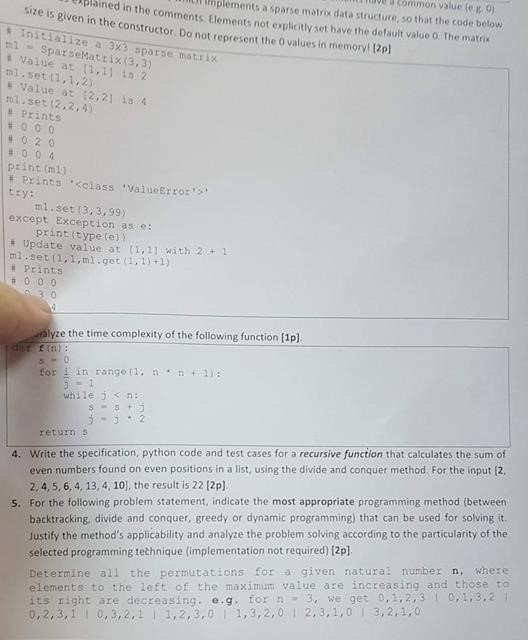 implements a sparse matrix data structure, so that the code below
explained in the comments. Elements not explicitly set have the default value 0. The matrix
size is given in the constructor. Do not represent the 0 values in memory! [2p]
# Initialize a 3x3 sparse matrix
m1 = SparseMatrix(3,3)
# Value at [1,1] is 2
m1.set(1,1,2)
# Value at [2,2] is 4
m1.set(2,2,4)
# Prints
# 0 0 0
# 0 2 0
# 0 0 4
print(m1)
# Prints '<class 'ValueError'>'
try:
m1.set(3,3,99)
except Exception as e:
print(type(e))
# Update value at [1,1] with 2 + 1
m1.set(1,1,m1.get(1,1)+1)
# Prints
# 0 0 0
0 3 0
4
alyze the time complexity of the following function [1p].
def f(n):
s = 0
for i in range(1, n * n + 1):
j = 1
while j < n:
s = s + j
j = j * 2
return s
4. Write the specification, python code and test cases for a recursive function that calculates the sum of
even numbers found on even positions in a list, using the divide and conquer method. For the input [2,
2, 4, 5, 6, 4, 13, 4, 10], the result is 22 [2p].
5. For the following problem statement, indicate the most appropriate programming method (between
backtracking, divide and conquer, greedy or dynamic programming) that can be used for solving it.
Justify the method's applicability and analyze the problem solving according to the particularity of the
selected programming technique (implementation not required) [2p].
Determine all the permutations for a given natural number n, where
elements to the left of the maximum value are increasing and those to
its right are decreasing. e.g. for n = 3, we get 0,1,2,3 | 0,1,3,2 |
0,2,3,1 | 0,3,2,1 | 1,2,3,0 | 1,3,2,0 | 2,3,1,0 | 3,2,1,0